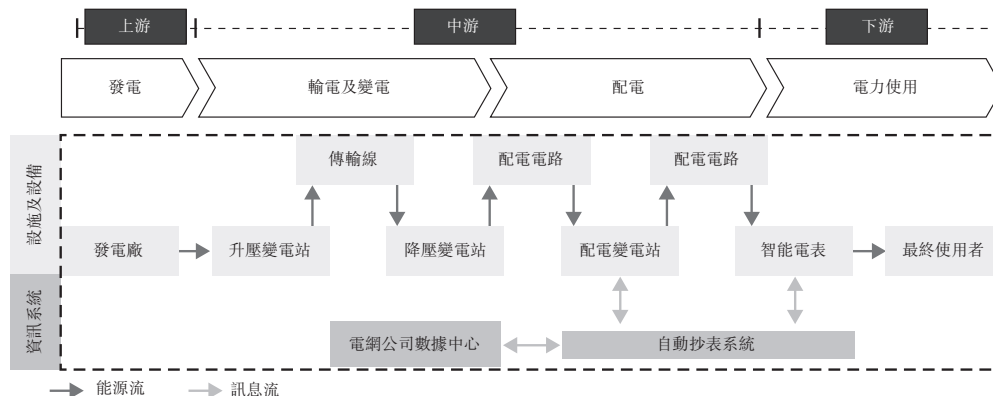 上游
中游
下游
發電
輸電及變電
配電
電力使用
設施及設備
傳輸線
配電電路
配電電路
發電廠
升壓變電站
降壓變電站
配電變電站
智能電表
最終使用者
資訊系統
電網公司數據中心
自動抄表系統
能源流
訊息流